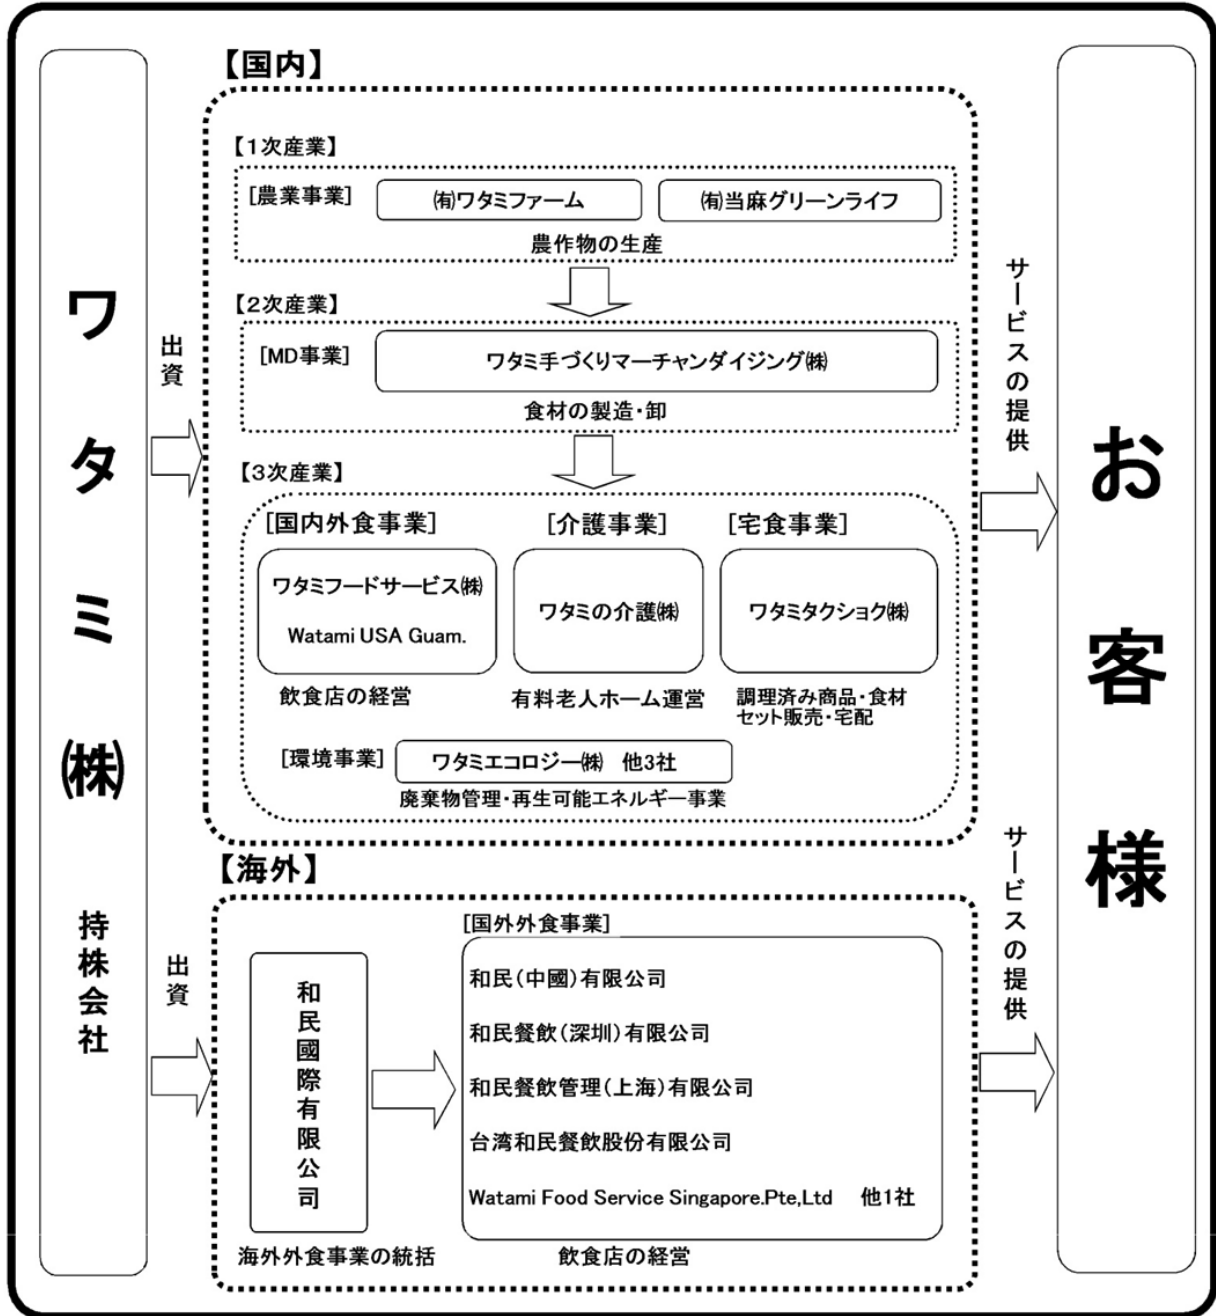 ワタミ㈱
持株会社
出資
【国内】
【1次産業】
[農業事業]
㈲ワタミファーム
㈲当麻グリーンライフ
農作物の生産
【2次産業】
[MD事業]
ワタミ手づくりマーチャンダイジング㈱
食材の製造・卸
【3次産業】
[国内外食事業]
ワタミフードサービス㈱
Watami USA Guam.
飲食店の経営
[介護事業]
ワタミの介護㈱
有料老人ホーム運営
[宅食事業]
ワタミタクショク㈱
調理済み商品・食材
セット販売・宅配
[環境事業]
ワタミエコロジー㈱　他3社
廃棄物管理・再生可能エネルギー事業
サービスの提供
出資
【海外】
和民國際有限公司
海外外食事業の統括
[国外外食事業]
和民（中國）有限公司
和民餐飲（深圳）有限公司
和民餐飲管理（上海）有限公司
台湾和民餐飲股份有限公司
Watami Food Service Singapore.Pte,Ltd　他1社
飲食店の経営
サービスの提供
お客様